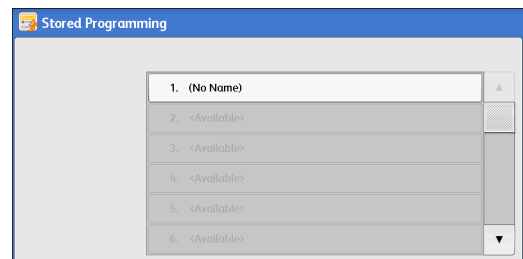 Stored Programming
1. (No Name)
2. <Available>
3. <Available>
4. <Available>
5. <Available>
6. <Available>